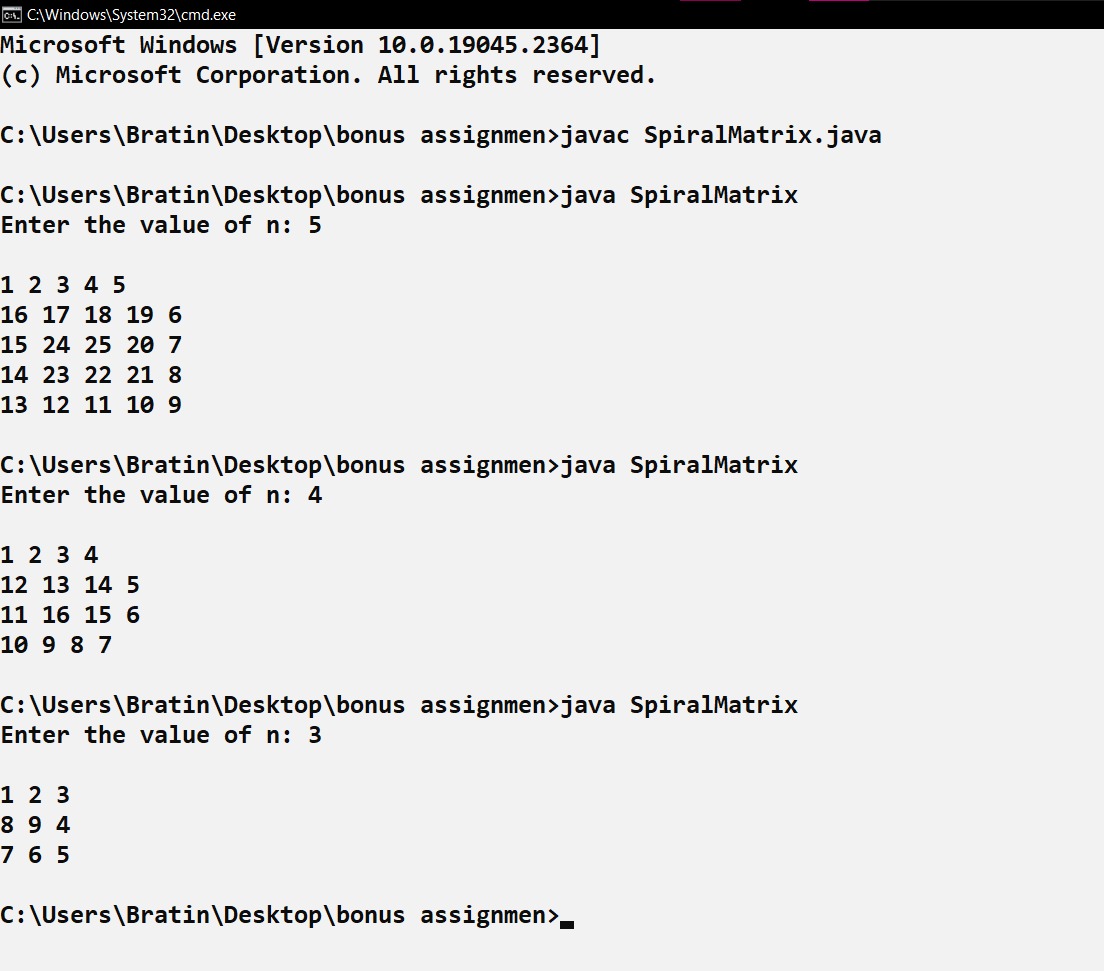 C:\Windows\System32\cmd.exe
Microsoft Windows [Version 10.0.19045.2364]
(c) Microsoft Corporation. All rights reserved.
C:\Users\Bratin\Desktop\bonus assignmen>javac SpiralMatrix.java
C:\Users\Bratin\Desktop\bonus assignmen>java SpiralMatrix
Enter the value of n: 5
1 2 3 4 5
16 17 18 19 6
15 24 25 20 7
14 23 22 21 8
13 12 11 10 9
C:\Users\Bratin\Desktop\bonus assignmen>java SpiralMatrix
Enter the value of n: 4
1 2 3 4
12 13 14 5
11 16 15 6
10 9 8 7
C:\Users\Bratin\Desktop\bonus assignmen>java SpiralMatrix
Enter the value of n: 3
1 2 3
8 9 4
7 6 5
C:\Users\Bratin\Desktop\bonus assignmen>